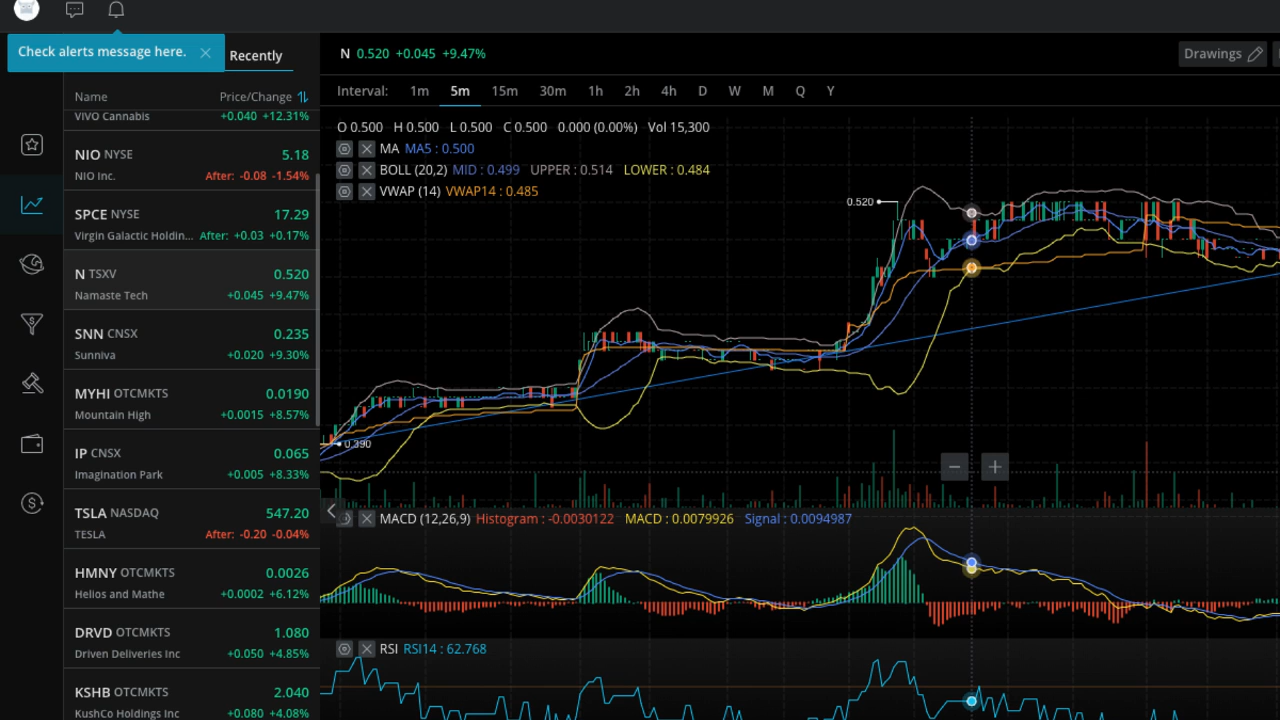 Check alerts message here.
Recently
Name Price/Change
VIVO Cannabis +0.040 +12.31%
NIO NYSE 5.18
NIO Inc. After: -0.08 -1.54%
SPCE NYSE 17.29
Virgin Galactic Holdin... After: +0.03 +0.17%
N TSXV 0.520
Namaste Tech +0.045 +9.47%
SNN CNSX 0.235
Sunniva +0.020 +9.30%
MYHI OTCMKTS 0.0190
Mountain High +0.0015 +8.57%
IP CNSX 0.065
Imagination Park +0.005 +8.33%
TSLA NASDAQ 547.20
TESLA After: -0.20 -0.04%
HMNY OTCMKTS 0.0026
Helios and Mathe +0.0002 +6.12%
DRVD OTCMKTS 1.080
Driven Deliveries Inc +0.050 +4.85%
KSHB OTCMKTS 2.040
KushCo Holdings Inc +0.080 +4.08%
N 0.520 +0.045 +9.47%
Drawings
Interval: 1m 5m 15m 30m 1h 2h 4h D W M Q Y
O 0.500 H 0.500 L 0.500 C 0.500 0.000 (0.00%) Vol 15,300
MA MA5 : 0.500
BOLL (20,2) MID : 0.499 UPPER : 0.514 LOWER : 0.484
VWAP (14) VWAP14 : 0.485
0.520
0.390
MACD (12,26,9) Histogram : -0.0030122 MACD : 0.0079926 Signal : 0.0094987
RSI RSI14 : 62.768